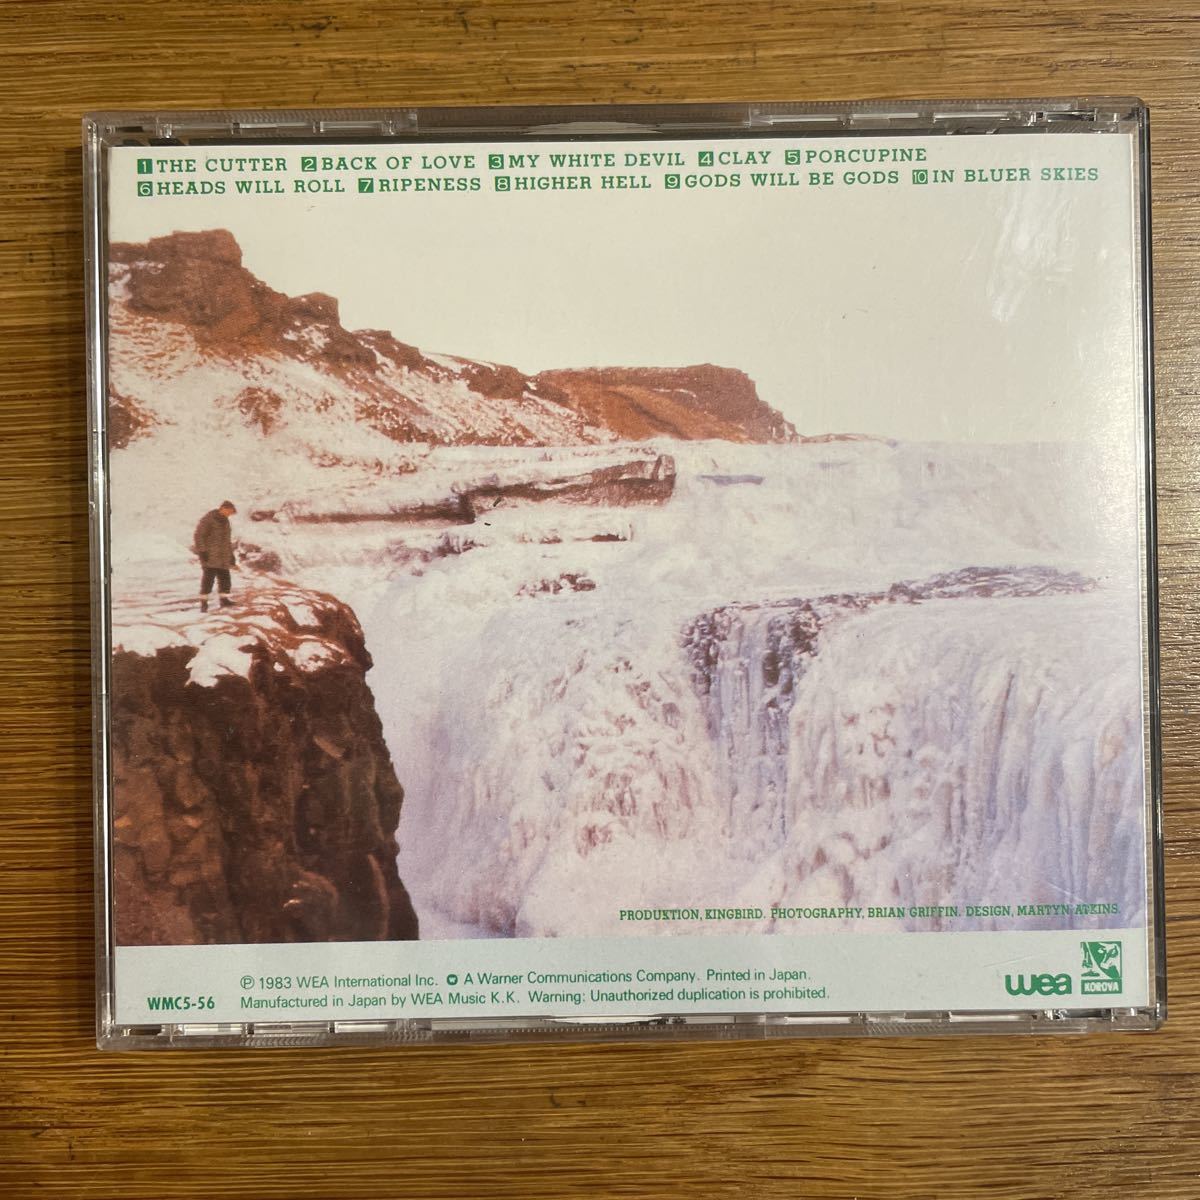 1 THE CUTTER 2 BACK OF LOVE 3 MY WHITE DEVIL 4 CLAY 5 PORCUPINE
6 HEADS WILL ROLL 7 RIPENESS 8 HIGHER HELL 9 GODS WILL BE GODS 10 IN BLUER SKIES
PRODUKTION, KINGBIRD. PHOTOGRAPHY, BRIAN GRIFFIN. DESIGN, MARTYN ATKINS.
℗ 1983 WEA International Inc. A Warner Communications Company. Printed in Japan.
WMC5-56 Manufactured in Japan by WEA Music K.K. Warning: Unauthorized duplication is prohibited.
wea KOROVA